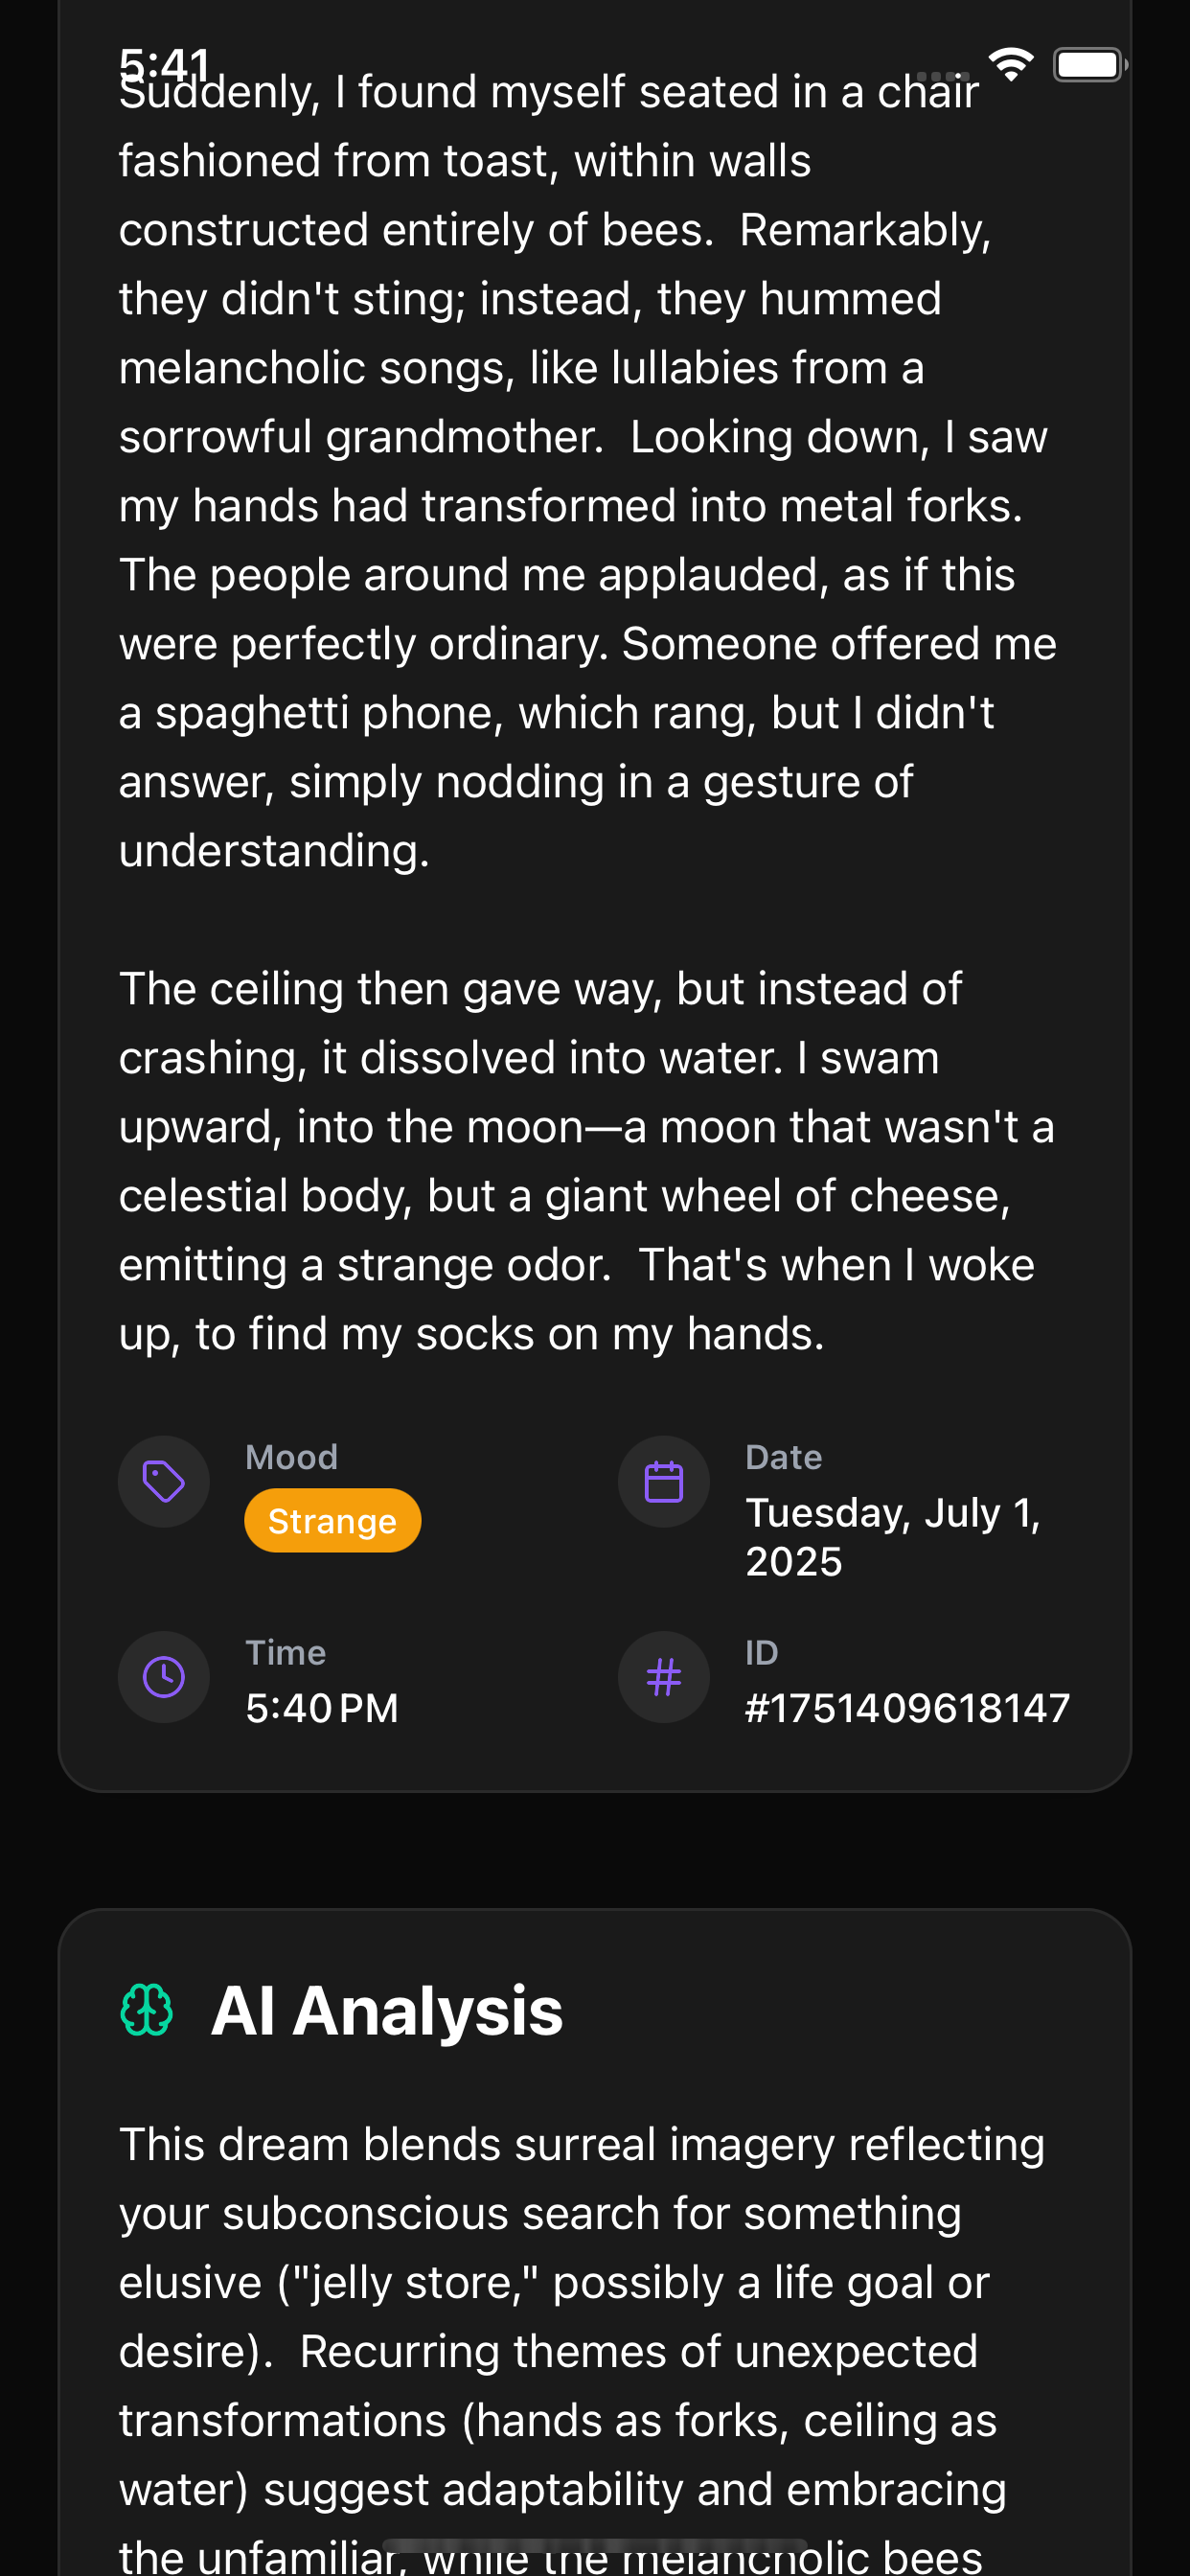 5:41
Suddenly, I found myself seated in a chair
fashioned from toast, within walls
constructed entirely of bees.  Remarkably,
they didn't sting; instead, they hummed
melancholic songs, like lullabies from a
sorrowful grandmother.  Looking down, I saw
my hands had transformed into metal forks.
The people around me applauded, as if this
were perfectly ordinary. Someone offered me
a spaghetti phone, which rang, but I didn't
answer, simply nodding in a gesture of
understanding.
The ceiling then gave way, but instead of
crashing, it dissolved into water. I swam
upward, into the moon—a moon that wasn't a
celestial body, but a giant wheel of cheese,
emitting a strange odor.  That's when I woke
up, to find my socks on my hands.
Mood
Strange
Date
Tuesday, July 1,
2025
Time
5:40 PM
ID
#1751409618147
AI Analysis
This dream blends surreal imagery reflecting
your subconscious search for something
elusive ("jelly store," possibly a life goal or
desire).  Recurring themes of unexpected
transformations (hands as forks, ceiling as
water) suggest adaptability and embracing
the unfamiliar, while the melancholic bees